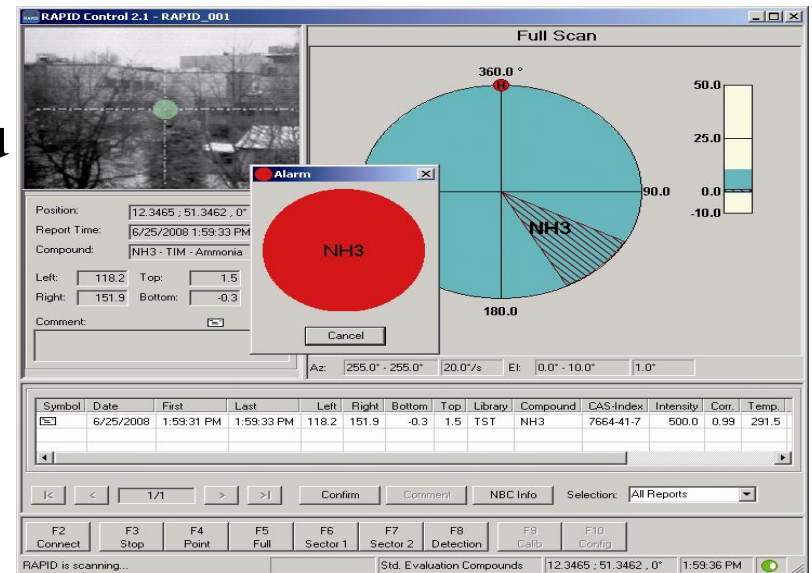 RAPID Control 2.1 - RAPID_001
Full Scan
360.0 °
H
90.0
180.0
NH3
50.0
25.0
0.0
-10.0
Alarm
NH3
Cancel
Position: 12.3465 ; 51.3462 , 0°
Report Time: 6/25/2008 1:59:33 PM
Compound: NH3 - TIM - Ammonia
Left: 118.2 Top: 1.5
Right: 151.9 Bottom: -0.3
Comment:
Az: 255.0° - 255.0° 20.0°/s El: 0.0° - 10.0° 1.0°
Symbol Date First Last Left Right Bottom Top Library Compound CAS-Index Intensity Corr. Temp.
6/25/2008 1:59:31 PM 1:59:33 PM 118.2 151.9 -0.3 1.5 TST NH3 7664-41-7 500.0 0.99 291.5
|< < 1/1 > >| Confirm Comment NBC Info Selection: All Reports
F2 F3 F4 F5 F6 F7 F8 F9 F10
Connect Stop Point Full Sector 1 Sector 2 Detection Calib Config
RAPID is scanning... Std. Evaluation Compounds 12.3465 ; 51.3462 , 0° 1:59:36 PM